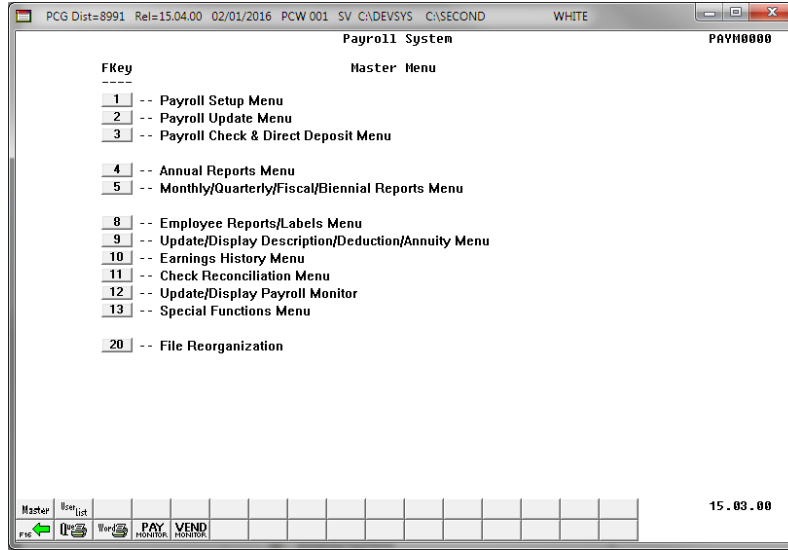 PCG Dist=8991 Rel=15.04.00 02/01/2016 PCW 001 SV C:\DEVSYS C:\SECOND WHITE
Payroll System PAYM0000
FKey Master Menu
----
1 -- Payroll Setup Menu
2 -- Payroll Update Menu
3 -- Payroll Check & Direct Deposit Menu
4 -- Annual Reports Menu
5 -- Monthly/Quarterly/Fiscal/Biennial Reports Menu
8 -- Employee Reports/Labels Menu
9 -- Update/Display Description/Deduction/Annuity Menu
10 -- Earnings History Menu
11 -- Check Reconciliation Menu
12 -- Update/Display Payroll Monitor
13 -- Special Functions Menu
20 -- File Reorganization
Master User list 15.03.00
F16 Que Word PAY MONITOR VEND MONITOR